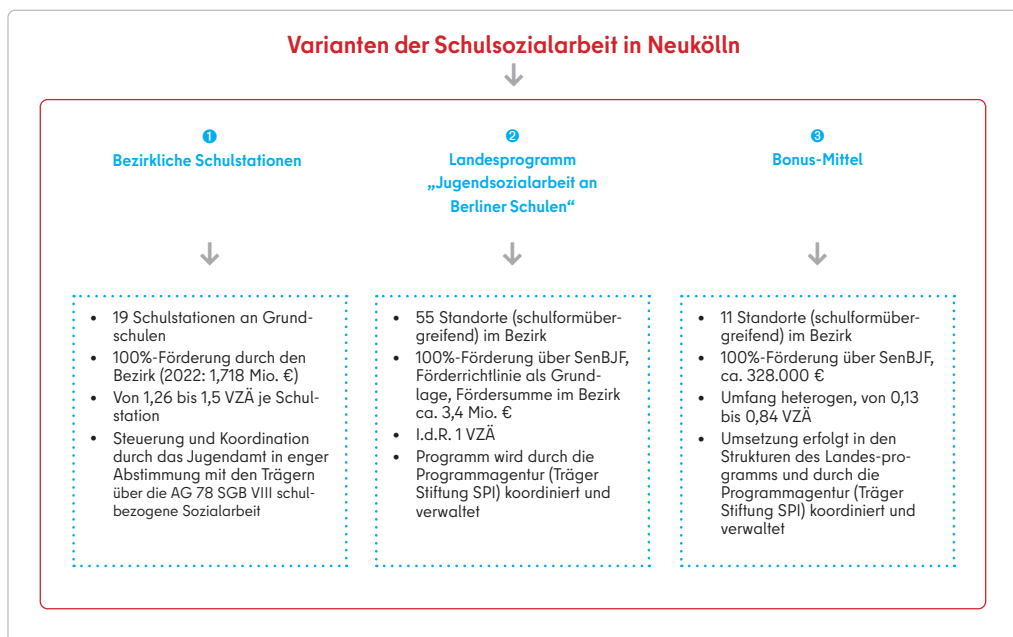 Varianten der Schulsozialarbeit in Neukölln
❶
Bezirkliche Schulstationen
• 19 Schulstationen an Grund-
schulen
• 100%-Förderung durch den
Bezirk (2022: 1,718 Mio. €)
• Von 1,26 bis 1,5 VZÄ je Schul-
station
• Steuerung und Koordination
durch das Jugendamt in enger
Abstimmung mit den Trägern
über die AG 78 SGB VIII schul-
bezogene Sozialarbeit
❷
Landesprogramm
„Jugendsozialarbeit an
Berliner Schulen“
• 55 Standorte (schulformüber-
greifend) im Bezirk
• 100%-Förderung über SenBJF,
Förderrichtlinie als Grund-
lage, Fördersumme im Bezirk
ca. 3,4 Mio. €
• I.d.R. 1 VZÄ
• Programm wird durch die
Programmagentur (Träger
Stiftung SPI) koordiniert und
verwaltet
❸
Bonus-Mittel
• 11 Standorte (schulformüber-
greifend) im Bezirk
• 100%-Förderung über SenBJF,
ca. 328.000 €
• Umfang heterogen, von 0,13
bis 0,84 VZÄ
• Umsetzung erfolgt in den
Strukturen des Landes-pro-
gramms und durch die
Programmagentur (Träger
Stiftung SPI) koordiniert und
verwaltet